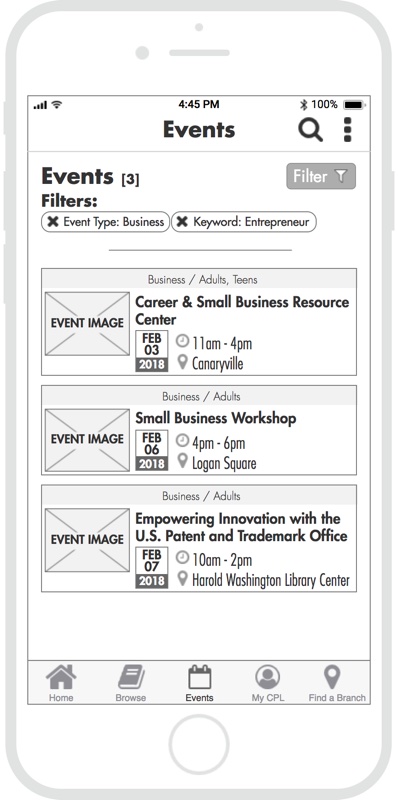 4:45 PM
100%
Events
Events [3]
Filter
Filters:
Event Type: Business
Keyword: Entrepreneur
Business / Adults, Teens
EVENT IMAGE
Career & Small Business Resource
Center
FEB
03
2018
11am - 4pm
Canaryville
Business / Adults
EVENT IMAGE
Small Business Workshop
FEB
06
2018
4pm - 6pm
Logan Square
Business / Adults
EVENT IMAGE
Empowering Innovation with the
U.S. Patent and Trademark Office
FEB
07
2018
10am - 2pm
Harold Washington Library Center
Home
Browse
Events
My CPL
Find a Branch